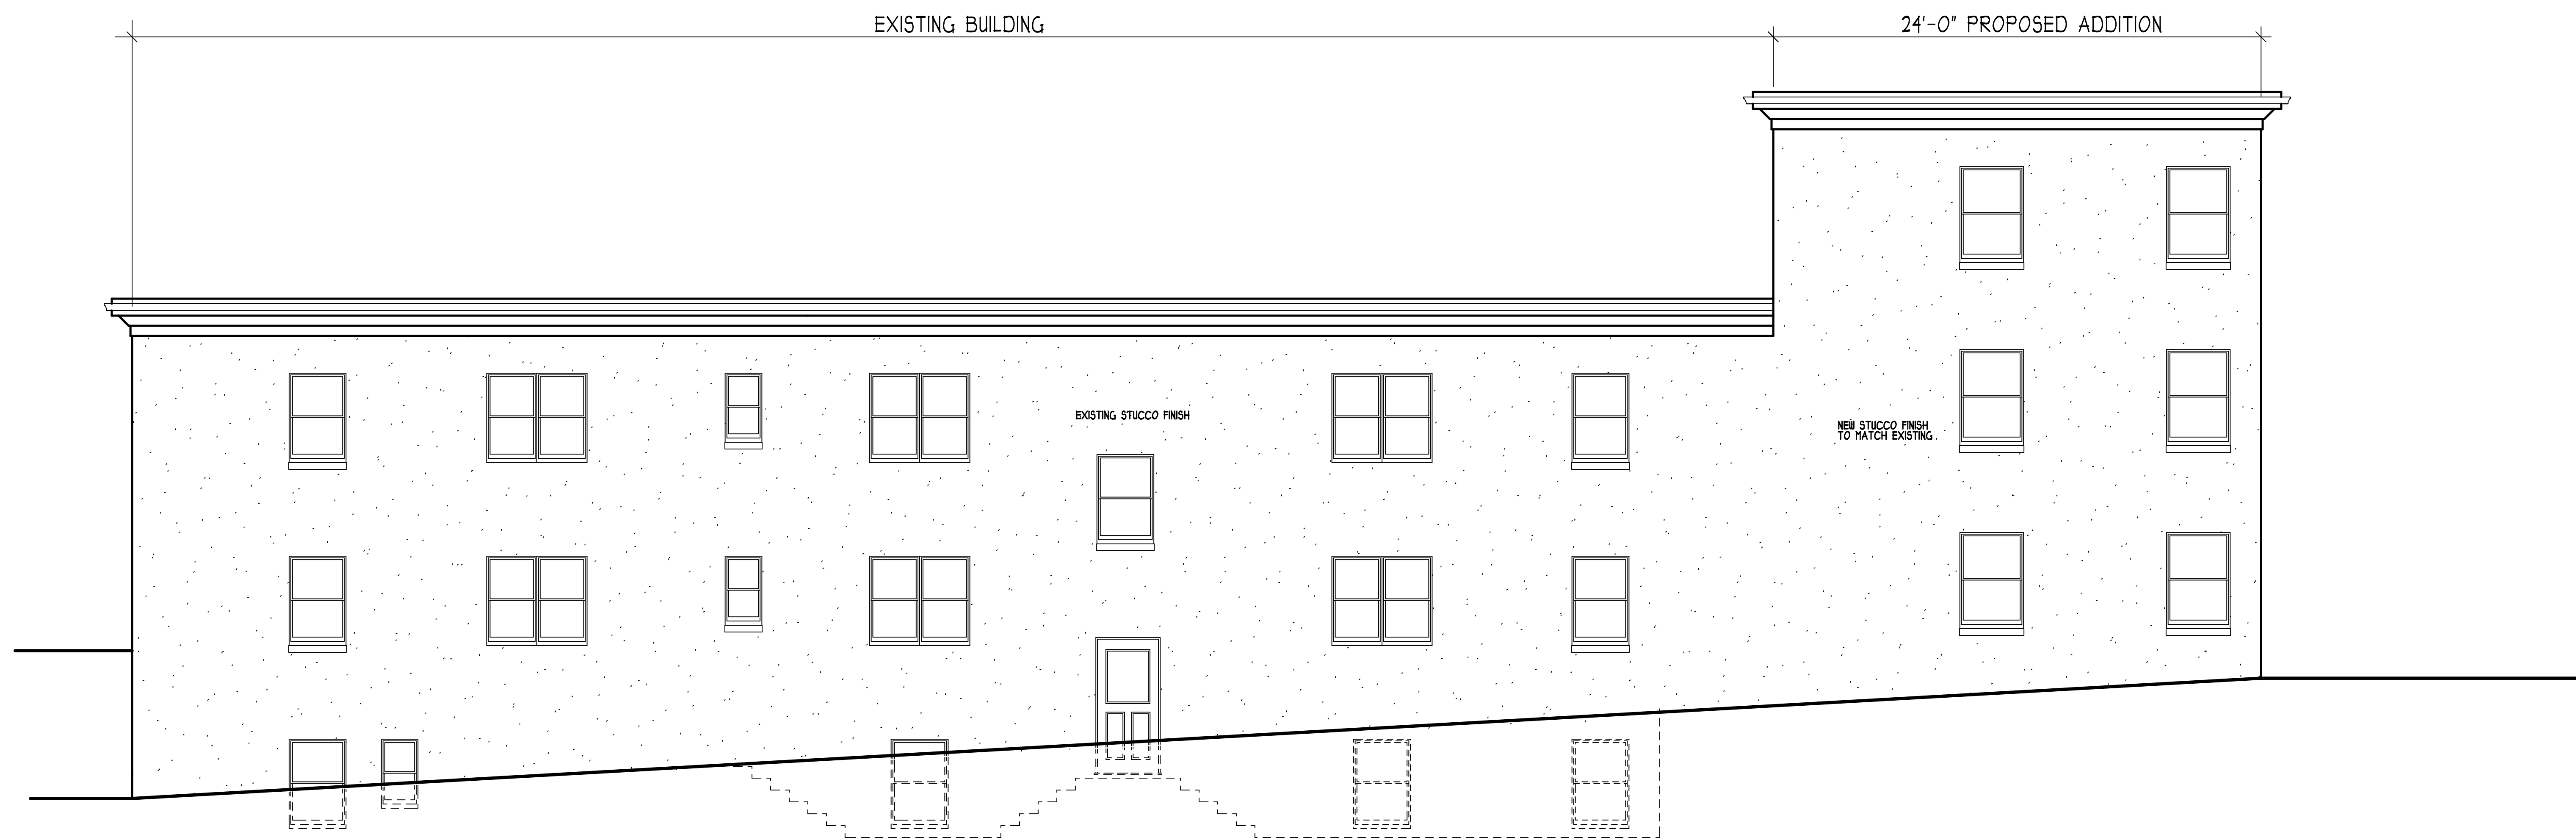 EXISTING BUILDING
24'-0" PROPOSED ADDITION
EXISTING STUCCO FINISH
NEW STUCCO FINISH
TO MATCH EXISTING